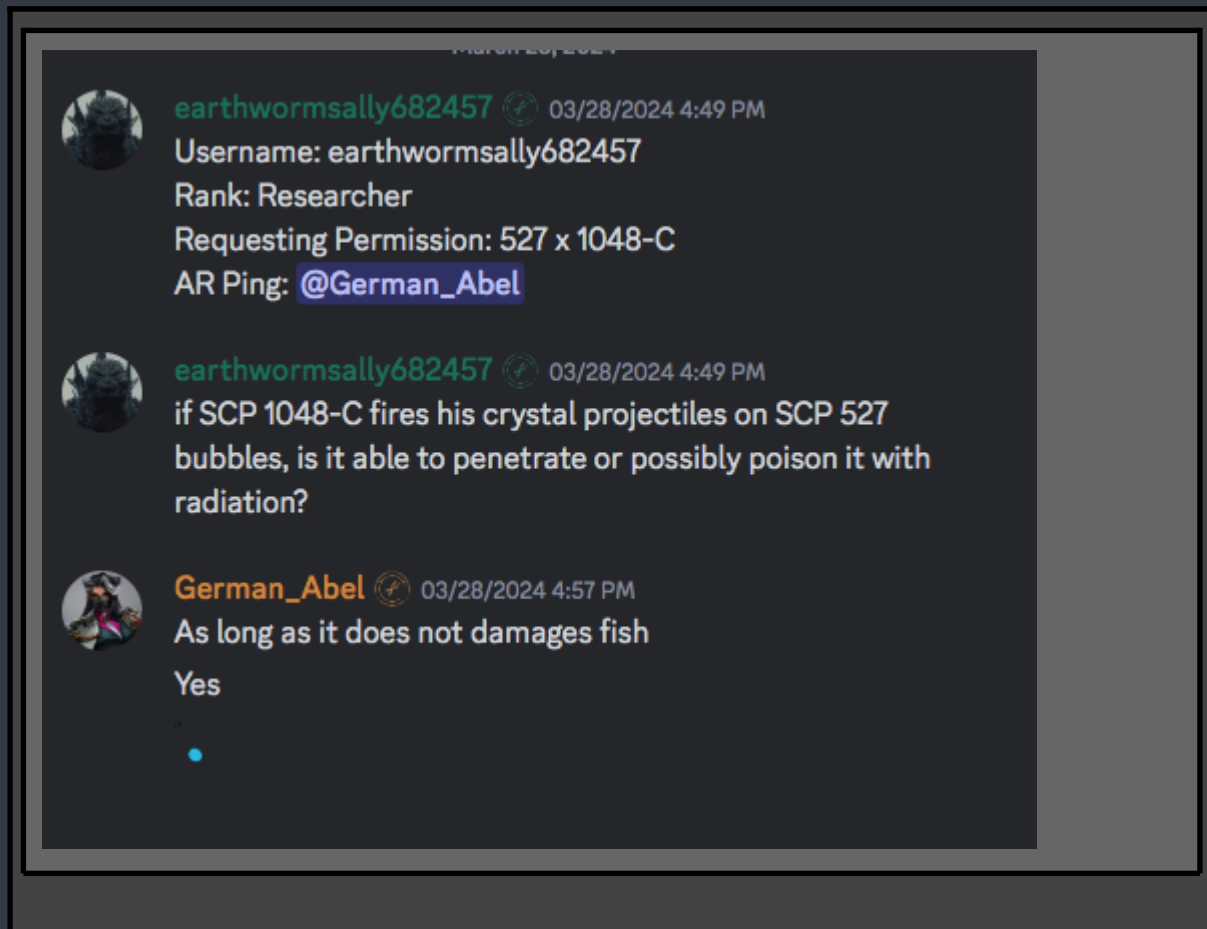 earthwormsally682457 03/28/2024 4:49 PM
Username: earthwormsally682457
Rank: Researcher
Requesting Permission: 527 x 1048-C
AR Ping: @German_Abel
earthwormsally682457 03/28/2024 4:49 PM
if SCP 1048-C fires his crystal projectiles on SCP 527
bubbles, is it able to penetrate or possibly poison it with
radiation?
German_Abel 03/28/2024 4:57 PM
As long as it does not damages fish
Yes